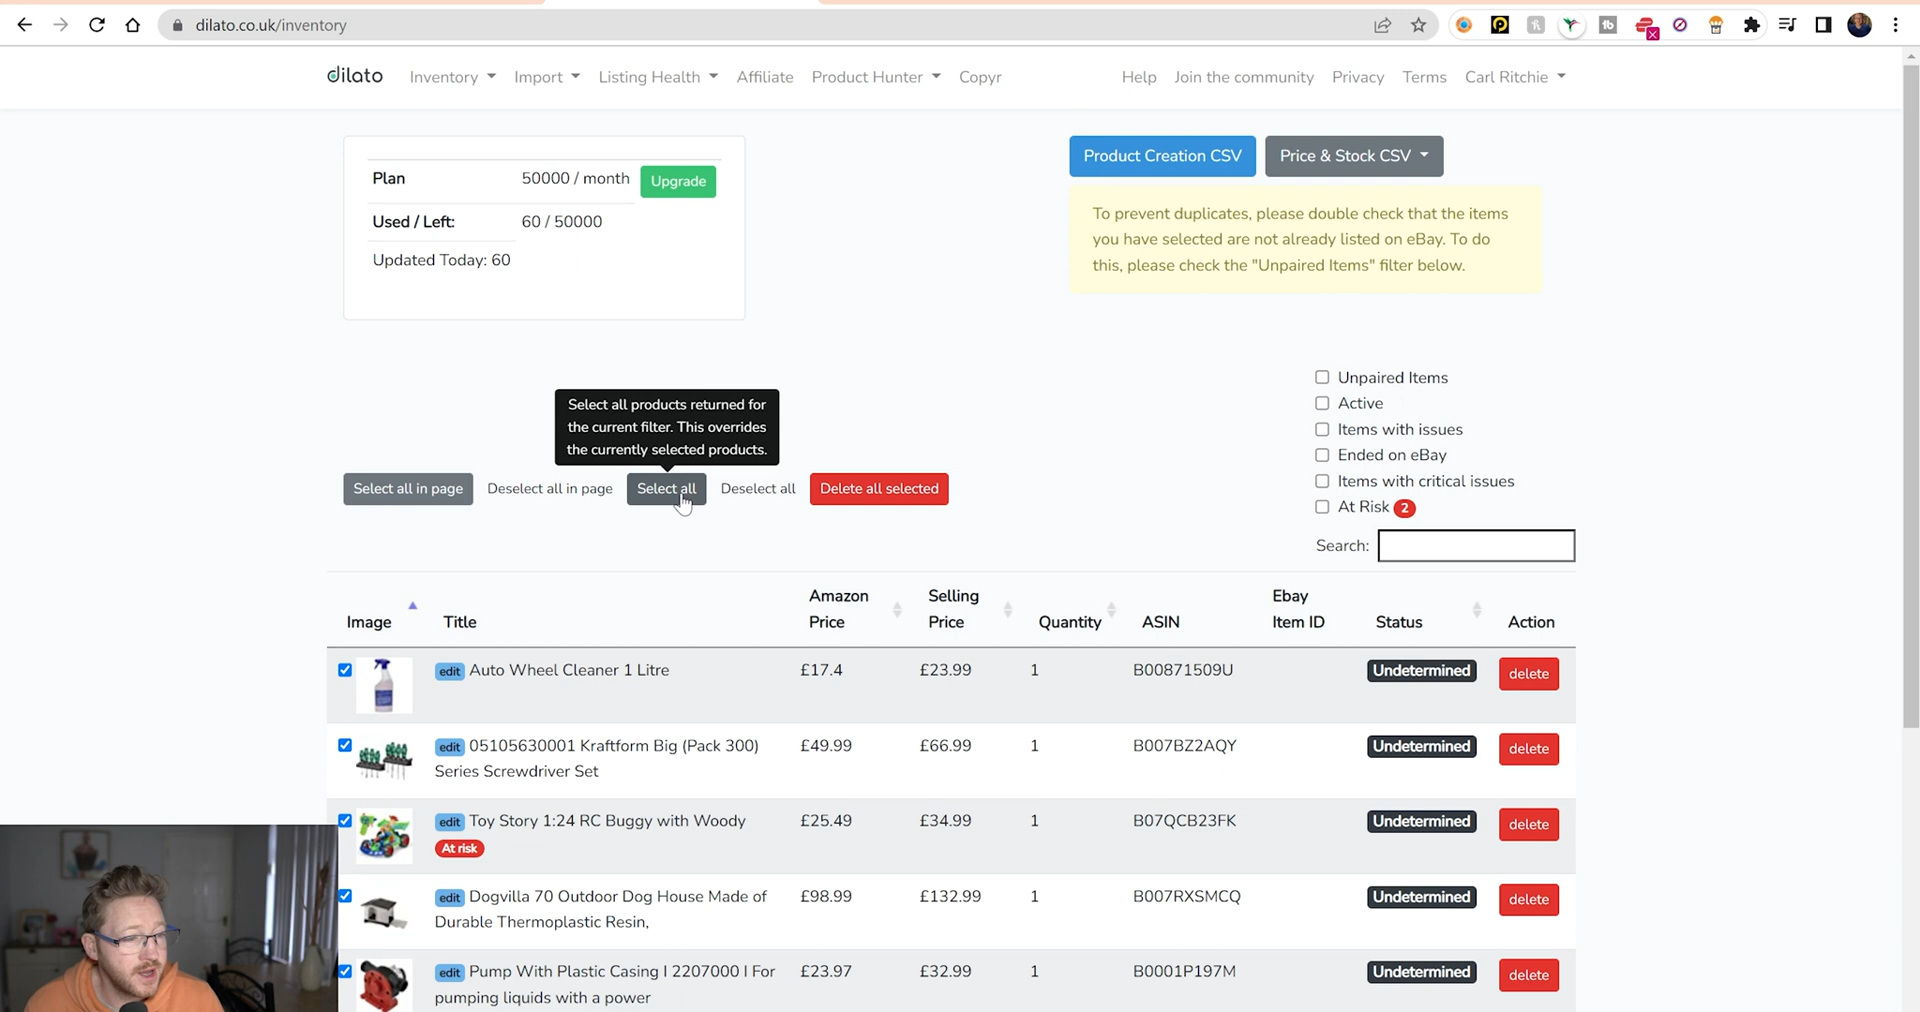 dilato.co.uk/inventory
dilato
Inventory
Import
Listing Health
Affiliate
Product Hunter
Copyr
Help
Join the community
Privacy
Terms
Carl Ritchie
Plan 50000 / month Upgrade
Used / Left: 60 / 50000
Updated Today: 60
Product Creation CSV
Price & Stock CSV
To prevent duplicates, please double check that the items
you have selected are not already listed on eBay. To do
this, please check the "Unpaired Items" filter below.
Unpaired Items
Active
Items with issues
Ended on eBay
Items with critical issues
At Risk 2
Search:
Select all products returned for
the current filter. This overrides
the currently selected products.
Select all in page
Deselect all in page
Select all
Deselect all
Delete all selected
Image
Title
Amazon
Price
Selling
Price
Quantity
ASIN
Ebay
Item ID
Status
Action
edit Auto Wheel Cleaner 1 Litre £17.4 £23.99 1 B00871509U Undetermined delete
edit 05105630001 Kraftform Big (Pack 300) £49.99 £66.99 1 B007BZ2AQY Undetermined delete
Series Screwdriver Set
edit Toy Story 1:24 RC Buggy with Woody £25.49 £34.99 1 B07QCB23FK Undetermined delete
At risk
edit Dogvilla 70 Outdoor Dog House Made of £98.99 £132.99 1 B007RXSMCQ Undetermined delete
Durable Thermoplastic Resin,
edit Pump With Plastic Casing I 2207000 I For £23.97 £32.99 1 B0001P197M Undetermined delete
pumping liquids with a power